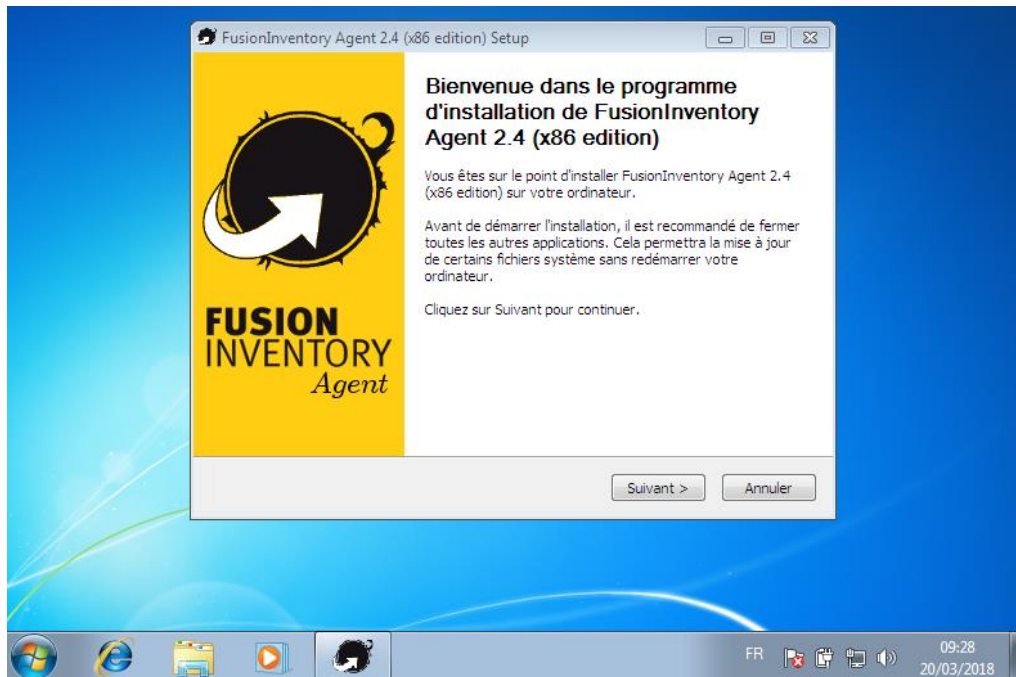 FusionInventory Agent 2.4 (x86 edition) Setup
Bienvenue dans le programme
d'installation de FusionInventory
Agent 2.4 (x86 edition)
Vous êtes sur le point d'installer FusionInventory Agent 2.4
(x86 edition) sur votre ordinateur.
Avant de démarrer l'installation, il est recommandé de fermer
toutes les autres applications. Cela permettra la mise à jour
de certains fichiers système sans redémarrer votre
ordinateur.
Cliquez sur Suivant pour continuer.
FUSION
INVENTORY
Agent
Suivant >
Annuler
FR
09:28
20/03/2018